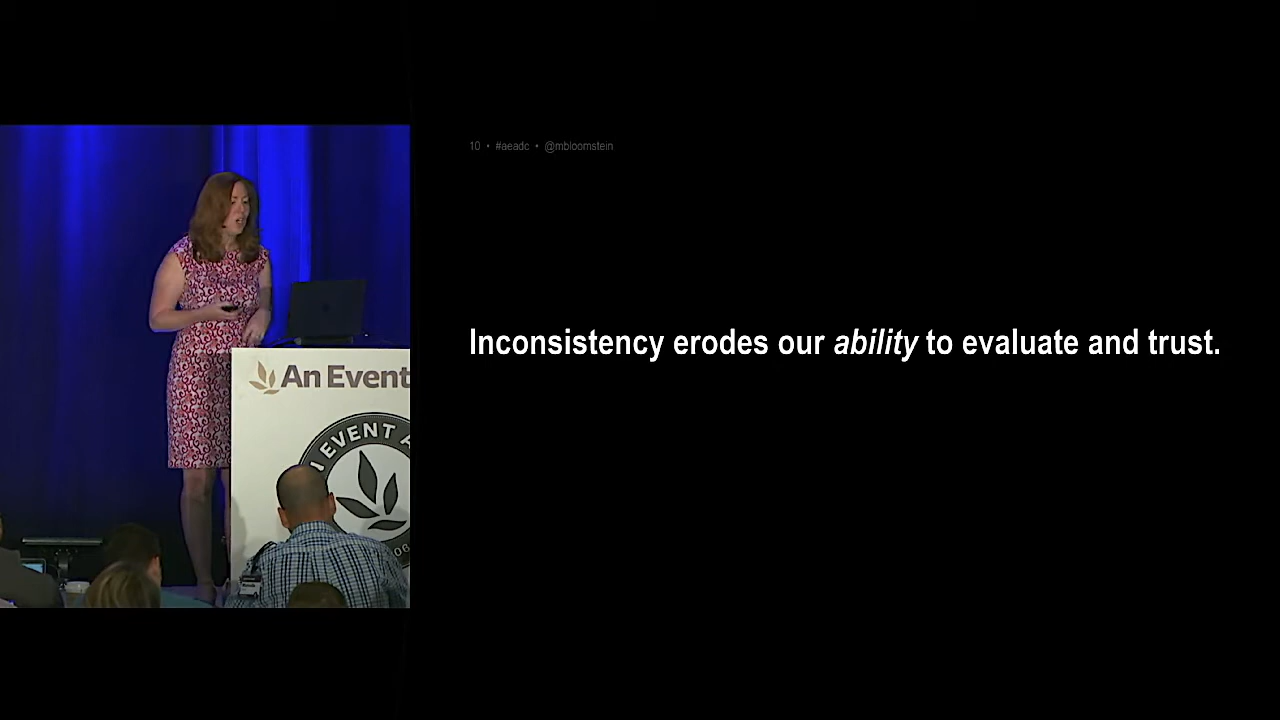 10 • #aeadc • @mbloomstein
Inconsistency erodes our ability to evaluate and trust.
An Event
EVENT A